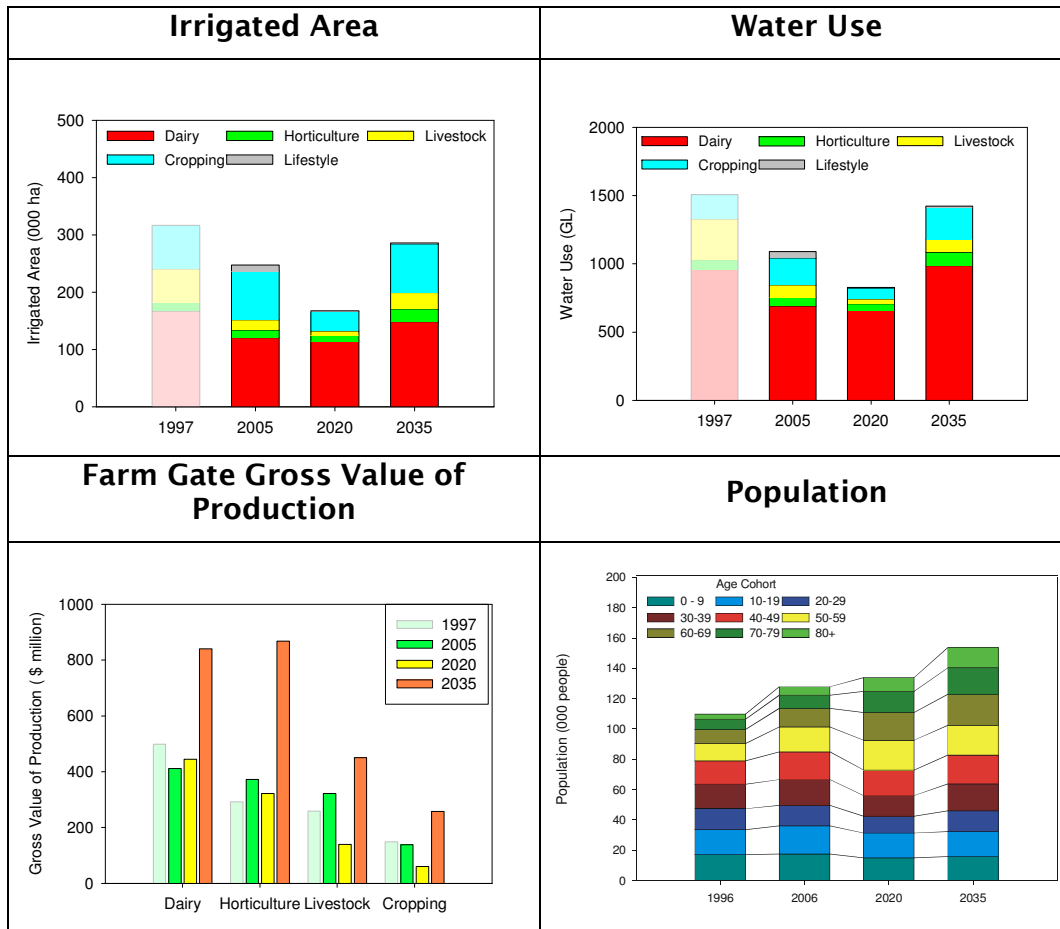 Irrigated Area
Water Use
Irrigated Area (000 ha)
500
400
300
200
100
0
Dairy Horticulture Livestock
Cropping Lifestyle
1997 2005 2020 2035
Water Use (GL)
2000
1500
1000
500
0
Dairy Horticulture Livestock
Cropping Lifestyle
1997 2005 2020 2035
Farm Gate Gross Value of
Production
Population
Gross Value of Production ( $ million)
1000
800
600
400
200
0
1997
2005
2020
2035
Dairy Horticulture Livestock Cropping
Population (000 people)
200
180
160
140
120
100
80
60
40
20
0
Age Cohort
0 - 9 10-19 20-29
30-39 40-49 50-59
60-69 70-79 80+
1996 2006 2020 2035